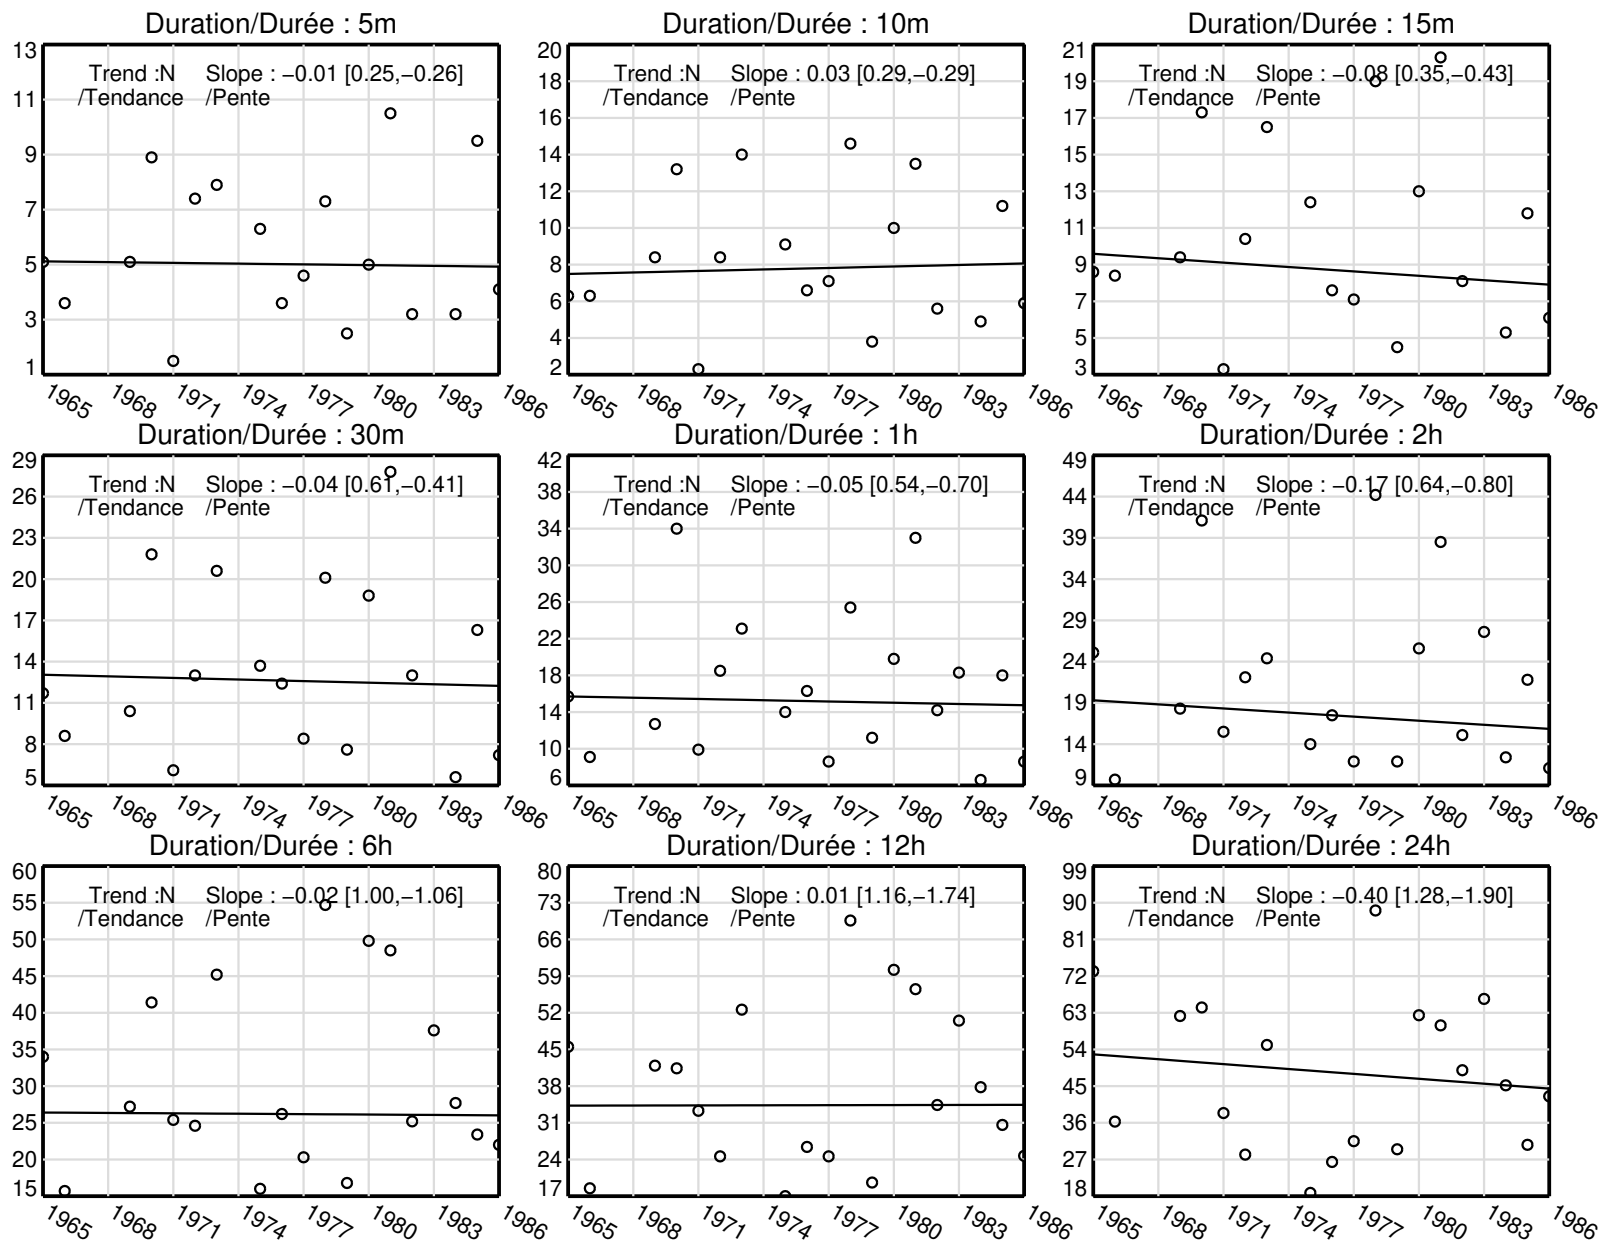 Duration/Durée : 5m
Trend :N Slope : −0.01 [0.25,−0.26]
/Tendance /Pente
13
11
9
7
5
3
1
1965 1968 1971 1974 1977 1980 1983 1986
Duration/Durée : 10m
Trend :N Slope : 0.03 [0.29,−0.29]
/Tendance /Pente
20
18
16
14
12
10
8
6
4
2
1965 1968 1971 1974 1977 1980 1983 1986
Duration/Durée : 15m
Trend :N Slope : −0.08 [0.35,−0.43]
/Tendance /Pente
21
19
17
15
13
11
9
7
5
3
1965 1968 1971 1974 1977 1980 1983 1986
Duration/Durée : 30m
Trend :N Slope : −0.04 [0.61,−0.41]
/Tendance /Pente
29
26
23
20
17
14
11
8
5
1965 1968 1971 1974 1977 1980 1983 1986
Duration/Durée : 1h
Trend :N Slope : −0.05 [0.54,−0.70]
/Tendance /Pente
42
38
34
30
26
22
18
14
10
6
1965 1968 1971 1974 1977 1980 1983 1986
Duration/Durée : 2h
Trend :N Slope : −0.17 [0.64,−0.80]
/Tendance /Pente
49
44
39
34
29
24
19
14
9
1965 1968 1971 1974 1977 1980 1983 1986
Duration/Durée : 6h
Trend :N Slope : −0.02 [1.00,−1.06]
/Tendance /Pente
60
55
50
45
40
35
30
25
20
15
1965 1968 1971 1974 1977 1980 1983 1986
Duration/Durée : 12h
Trend :N Slope : 0.01 [1.16,−1.74]
/Tendance /Pente
80
73
66
59
52
45
38
31
24
17
1965 1968 1971 1974 1977 1980 1983 1986
Duration/Durée : 24h
Trend :N Slope : −0.40 [1.28,−1.90]
/Tendance /Pente
99
90
81
72
63
54
45
36
27
18
1965 1968 1971 1974 1977 1980 1983 1986